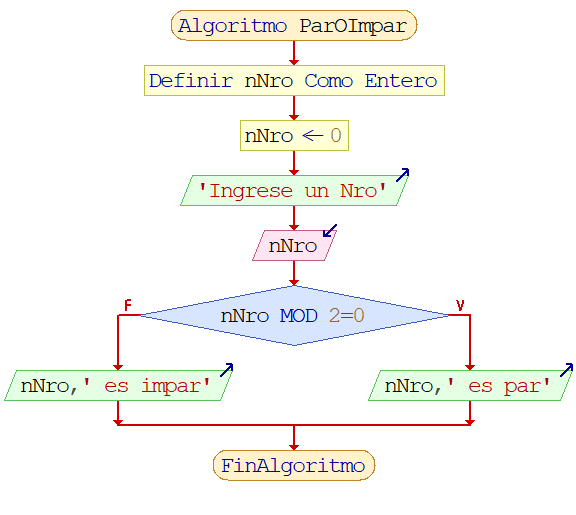 Algoritmo ParOImpar
Definir nNro Como Entero
nNro ← 0
'Ingrese un Nro'
nNro
F
V
nNro MOD 2=0
nNro,' es impar'
nNro,' es par'
FinAlgoritmo